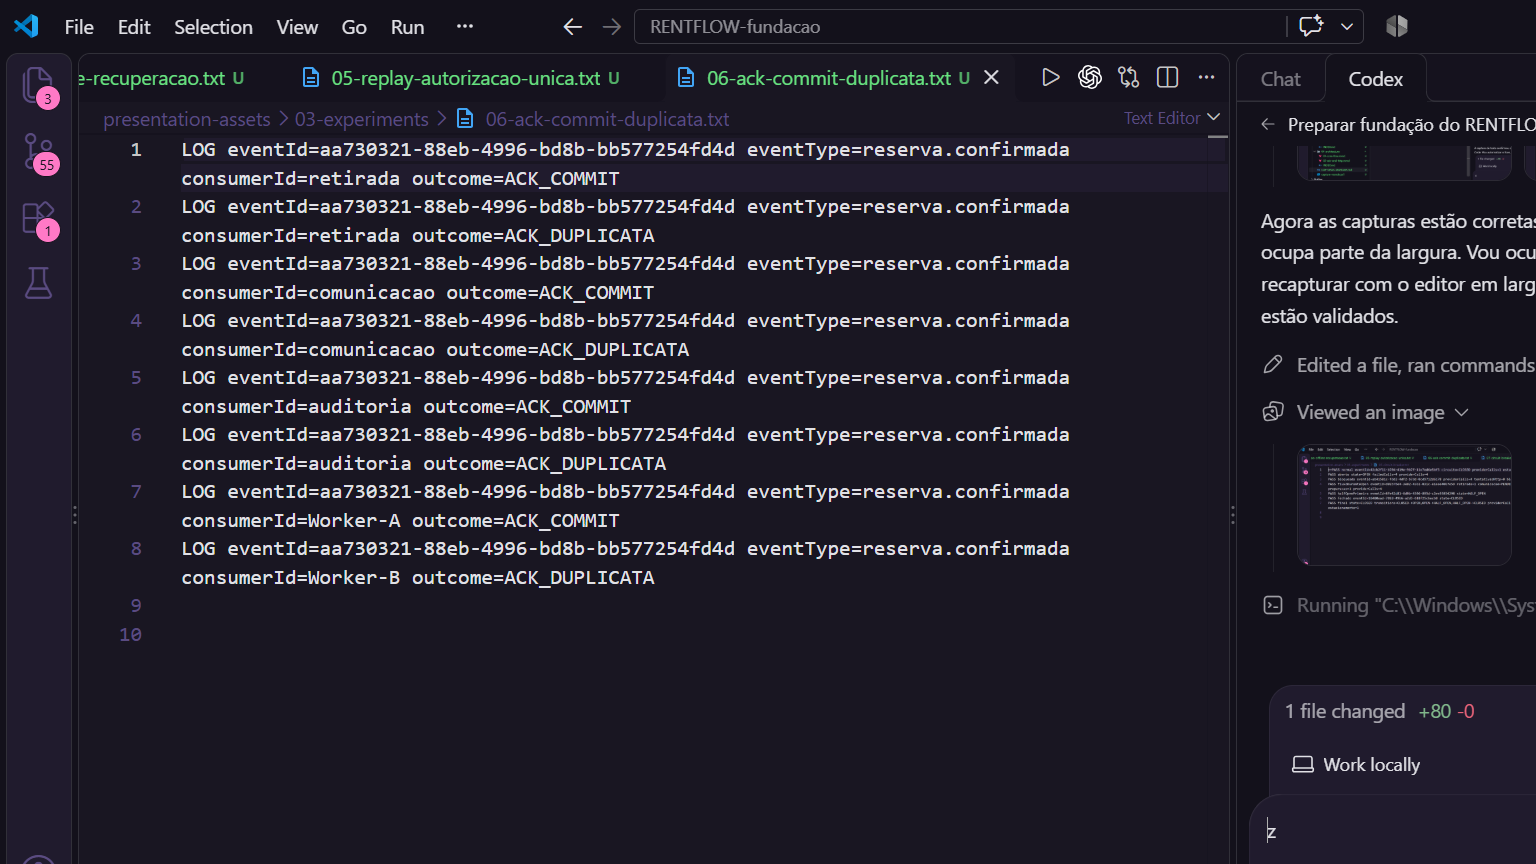 File Edit Selection View Go Run ···
RENTFLOW-fundacao
e-recuperacao.txt U
05-replay-autorizacao-unica.txt U
06-ack-commit-duplicata.txt U
presentation-assets > 03-experiments > 06-ack-commit-duplicata.txt
Text Editor
3
55
1
1 LOG eventId=aa730321-88eb-4996-bd8b-bb577254fd4d eventType=reserva.confirmada
consumerId=retirada outcome=ACK_COMMIT
2 LOG eventId=aa730321-88eb-4996-bd8b-bb577254fd4d eventType=reserva.confirmada
consumerId=retirada outcome=ACK_DUPLICATA
3 LOG eventId=aa730321-88eb-4996-bd8b-bb577254fd4d eventType=reserva.confirmada
consumerId=comunicacao outcome=ACK_COMMIT
4 LOG eventId=aa730321-88eb-4996-bd8b-bb577254fd4d eventType=reserva.confirmada
consumerId=comunicacao outcome=ACK_DUPLICATA
5 LOG eventId=aa730321-88eb-4996-bd8b-bb577254fd4d eventType=reserva.confirmada
consumerId=auditoria outcome=ACK_COMMIT
6 LOG eventId=aa730321-88eb-4996-bd8b-bb577254fd4d eventType=reserva.confirmada
consumerId=auditoria outcome=ACK_DUPLICATA
7 LOG eventId=aa730321-88eb-4996-bd8b-bb577254fd4d eventType=reserva.confirmada
consumerId=Worker-A outcome=ACK_COMMIT
8 LOG eventId=aa730321-88eb-4996-bd8b-bb577254fd4d eventType=reserva.confirmada
consumerId=Worker-B outcome=ACK_DUPLICATA
9
10
Chat Codex
Preparar fundação do RENTFLO
Agora as capturas estão corretas
ocupa parte da largura. Vou ocu
recapturar com o editor em larg
estão validados.
Edited a file, ran commands
Viewed an image
Running "C:\\Windows\\Sys
1 file changed +80 -0
Work locally
z